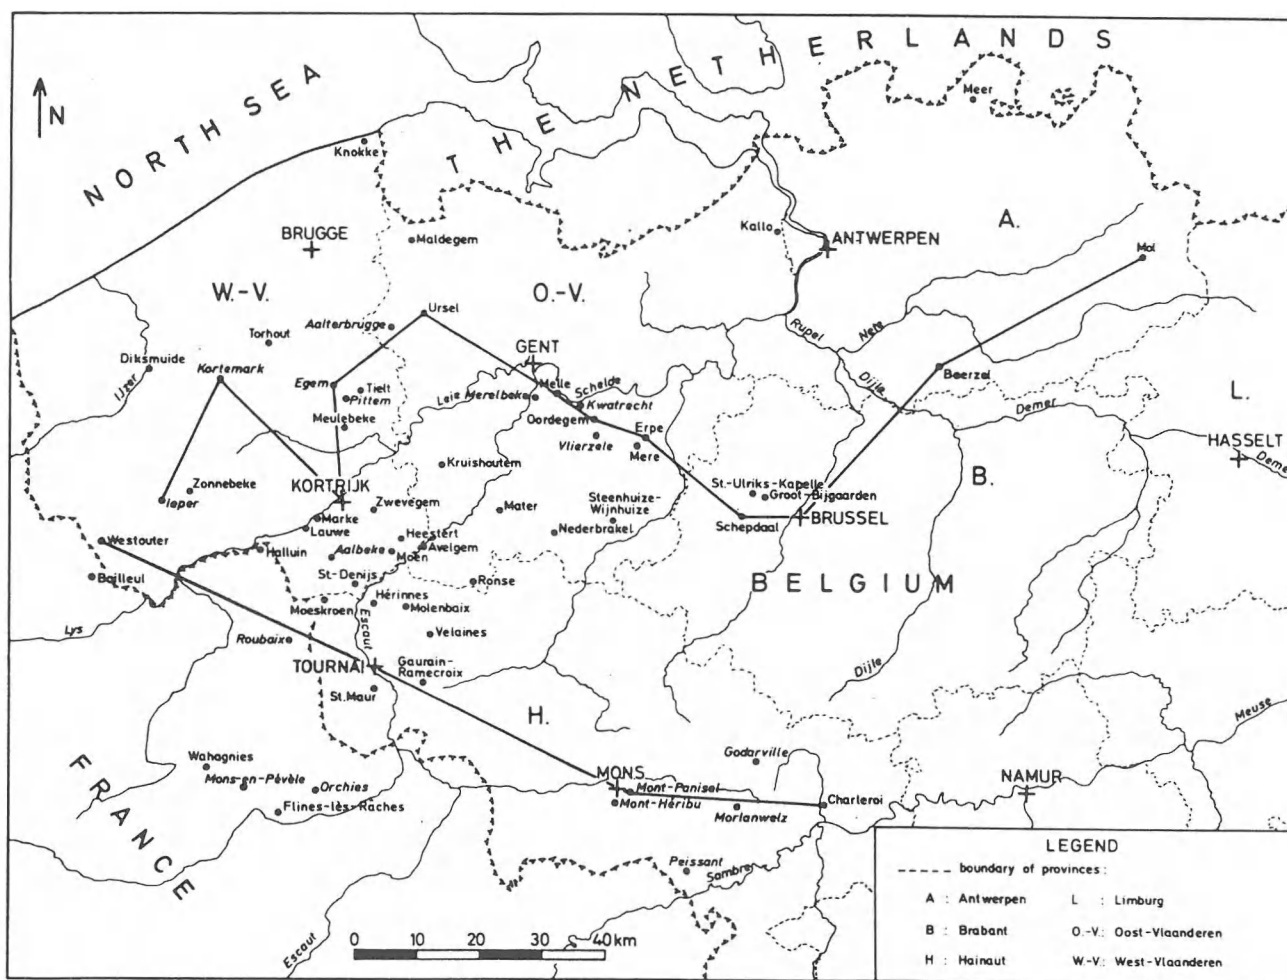 THE NETHERLANDS
NORTH SEA
N
Meer
Knokke
BRUGGE
Maldegem
Kallo
ANTWERPEN
A.
Mol
W.-V.
O.-V.
Ursel
Aalterbrugge
Torhout
Rupel
Nete
GENT
Diksmuide
IJzer
Kortemark
Egem
Tielt
Pittem
Meulebeke
Leie
Merelbeke
Melle
Schelde
Kwatrecht
Oordegem
Vlierzele
Erpe
Mere
Dijle
Beerzel
Demer
L.
HASSELT
Demer
Kruishoutem
Zonnebeke
Ieper
KORTRIJK
Zwevegem
Mater
Steenhuize-
Wijnhuize
St.-Ulriks-Kapelle
Groot-Bijgaarden
B.
Schepdaal
BRUSSEL
Marke
Lauwe
Heestert
Avelgem
Nederbrakel
Westouter
Halluin
Aalbeke
Moen
Bailleul
St-Denijs
Ronse
BELGIUM
Moeskroen
Hérinnes
Molenbaix
Escaut
Lys
Roubaix
Velaines
TOURNAI
Gaurain-
Ramecroix
Dijle
St.Maur
H.
Meuse
FRANCE
Wahagnies
Mons-en-Pévèle
Orchies
Flines-lès-Raches
Godarville
MONS
Mont-Panisel
Mont-Héribu
Morlanwelz
Charleroi
NAMUR
Peissant
Sambre
Escaut
0 10 20 30 40 km
LEGEND
boundary of provinces :
A : Antwerpen
L : Limburg
B : Brabant
O.-V.: Oost-Vlaanderen
H : Hainaut
W.-V.: West-Vlaanderen